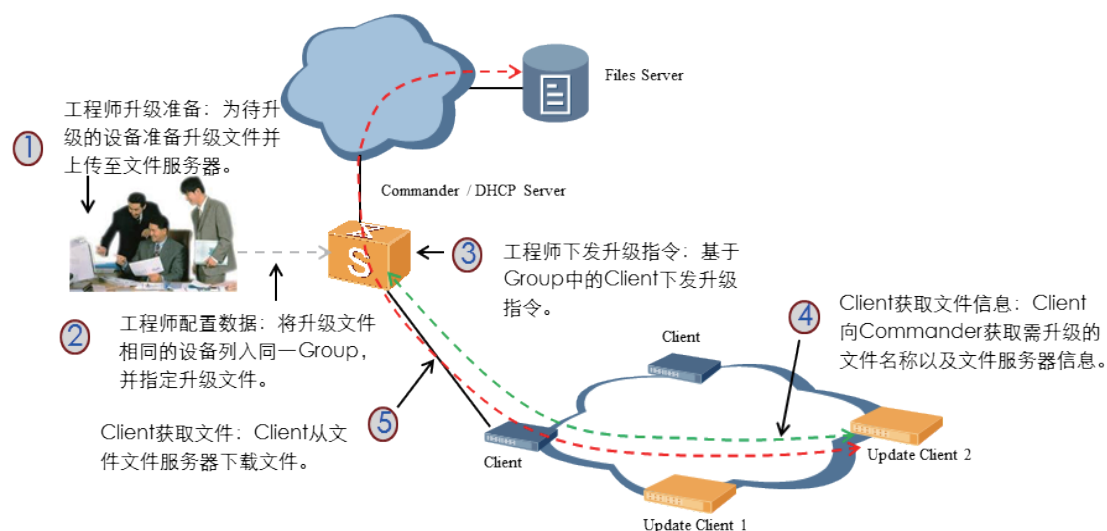 Files Server
工程师升级准备：为待升
级的设备准备升级文件并
上传至文件服务器。
1
Commander / DHCP Server
S
3
工程师下发升级指令：基于
Group中的Client下发升级
指令。
2
工程师配置数据：将升级文件
相同的设备列入同一Group，
并指定升级文件。
4
Client获取文件信息：Client
向Commander获取需升级的
文件名称以及文件服务器信息。
Client
5
Client获取文件：Client从文
件文件服务器下载文件。
Client
Update Client 2
Update Client 1